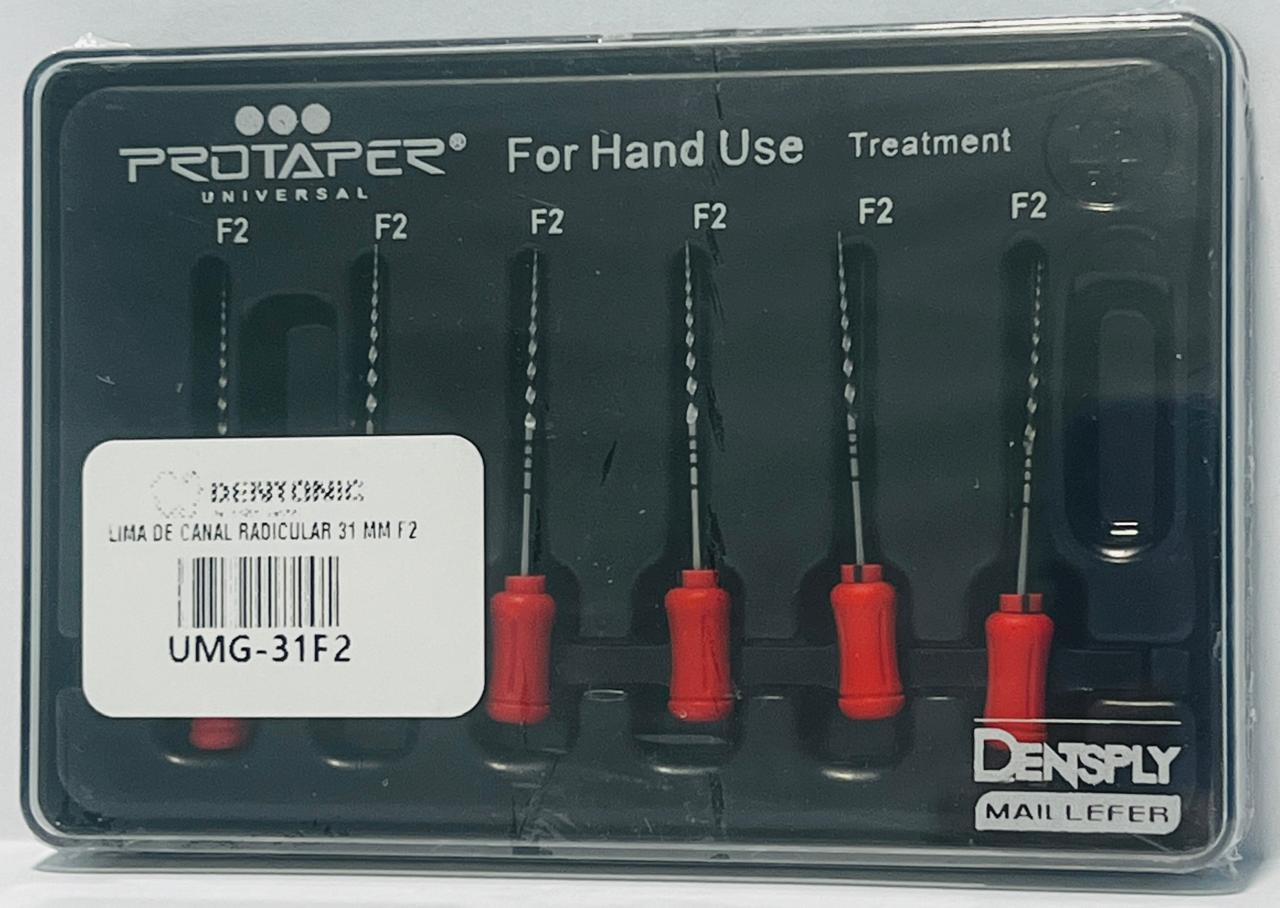 PROTAPER® For Hand Use Treatment
UNIVERSAL
F2 F2 F2 F2 F2 F2
DENTONIC
LIMA DE CANAL RADICULAR 31 MM F2
UMG-31F2
DENTSPLY
MAILLEFER